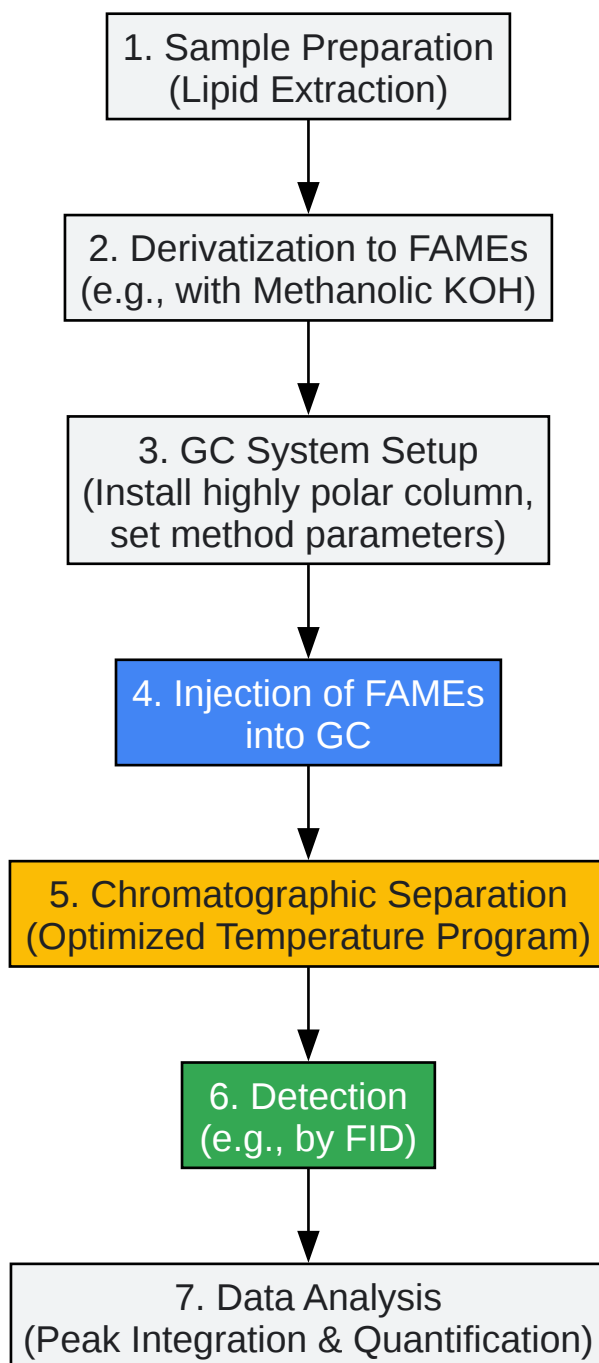 1. Sample Preparation
(Lipid Extraction)
2. Derivatization to FAMEs
(e.g., with Methanolic KOH)
3. GC System Setup
(Install highly polar column,
set method parameters)
4. Injection of FAMEs
into GC
5. Chromatographic Separation
(Optimized Temperature Program)
6. Detection
(e.g., by FID)
7. Data Analysis
(Peak Integration & Quantification)